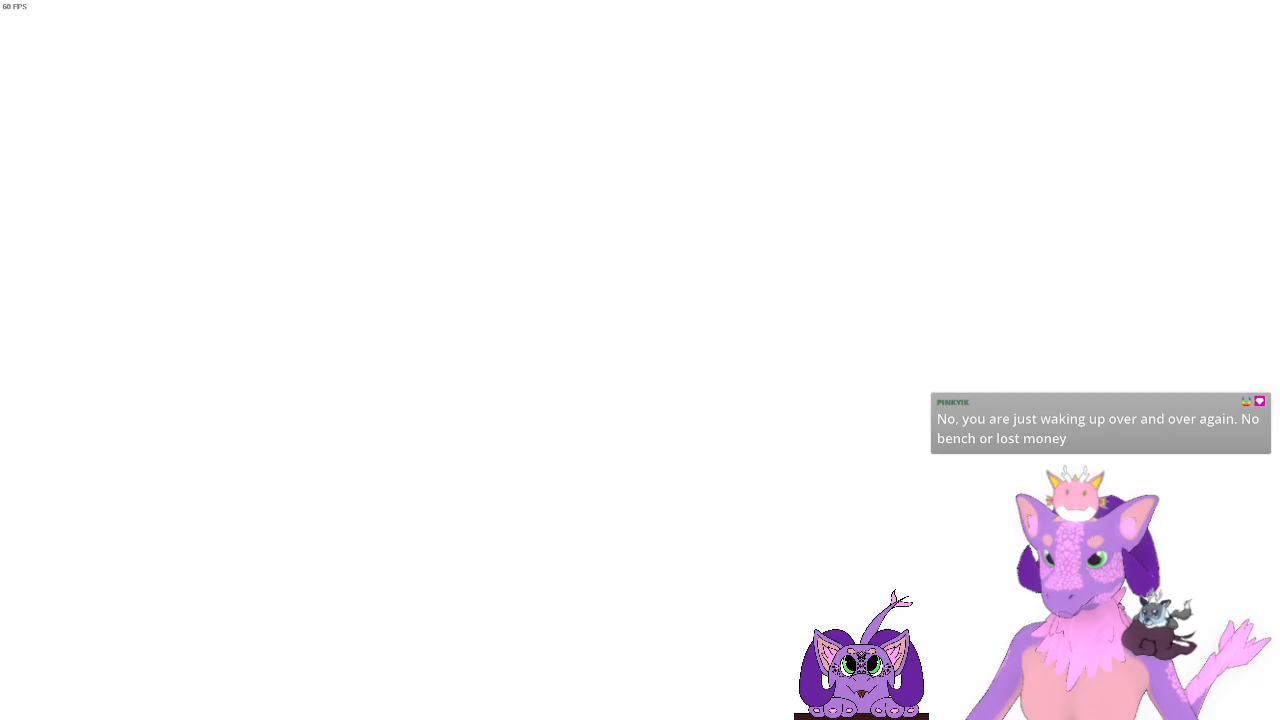 60 FPS
PINKYIK
No, you are just waking up over and over again. No
bench or lost money